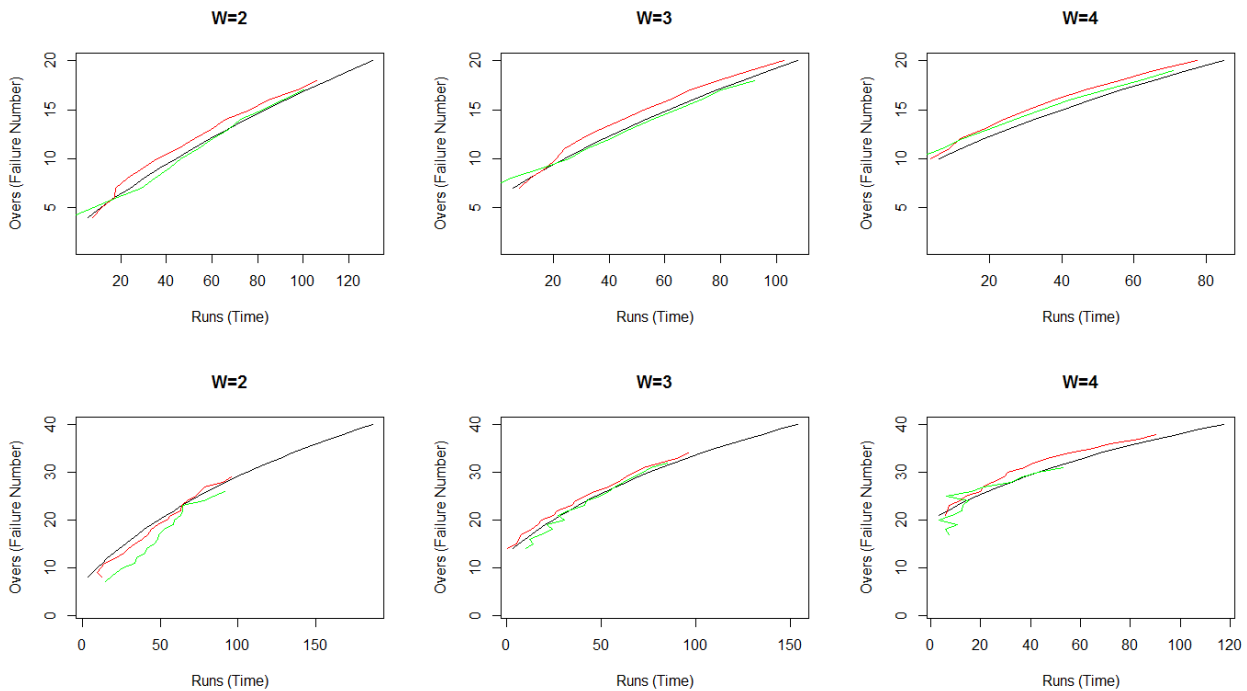 W=2
W=3
W=4
Overs (Failure Number)
20
15
10
5
20 40 60 80 100 120
Runs (Time)
Overs (Failure Number)
20
15
10
5
20 40 60 80 100
Runs (Time)
Overs (Failure Number)
20
15
10
5
20 40 60 80
Runs (Time)
W=2
W=3
W=4
Overs (Failure Number)
40
30
20
10
0
0 50 100 150
Runs (Time)
Overs (Failure Number)
40
30
20
10
0
0 50 100 150
Runs (Time)
Overs (Failure Number)
40
30
20
10
0
0 20 40 60 80 100 120
Runs (Time)